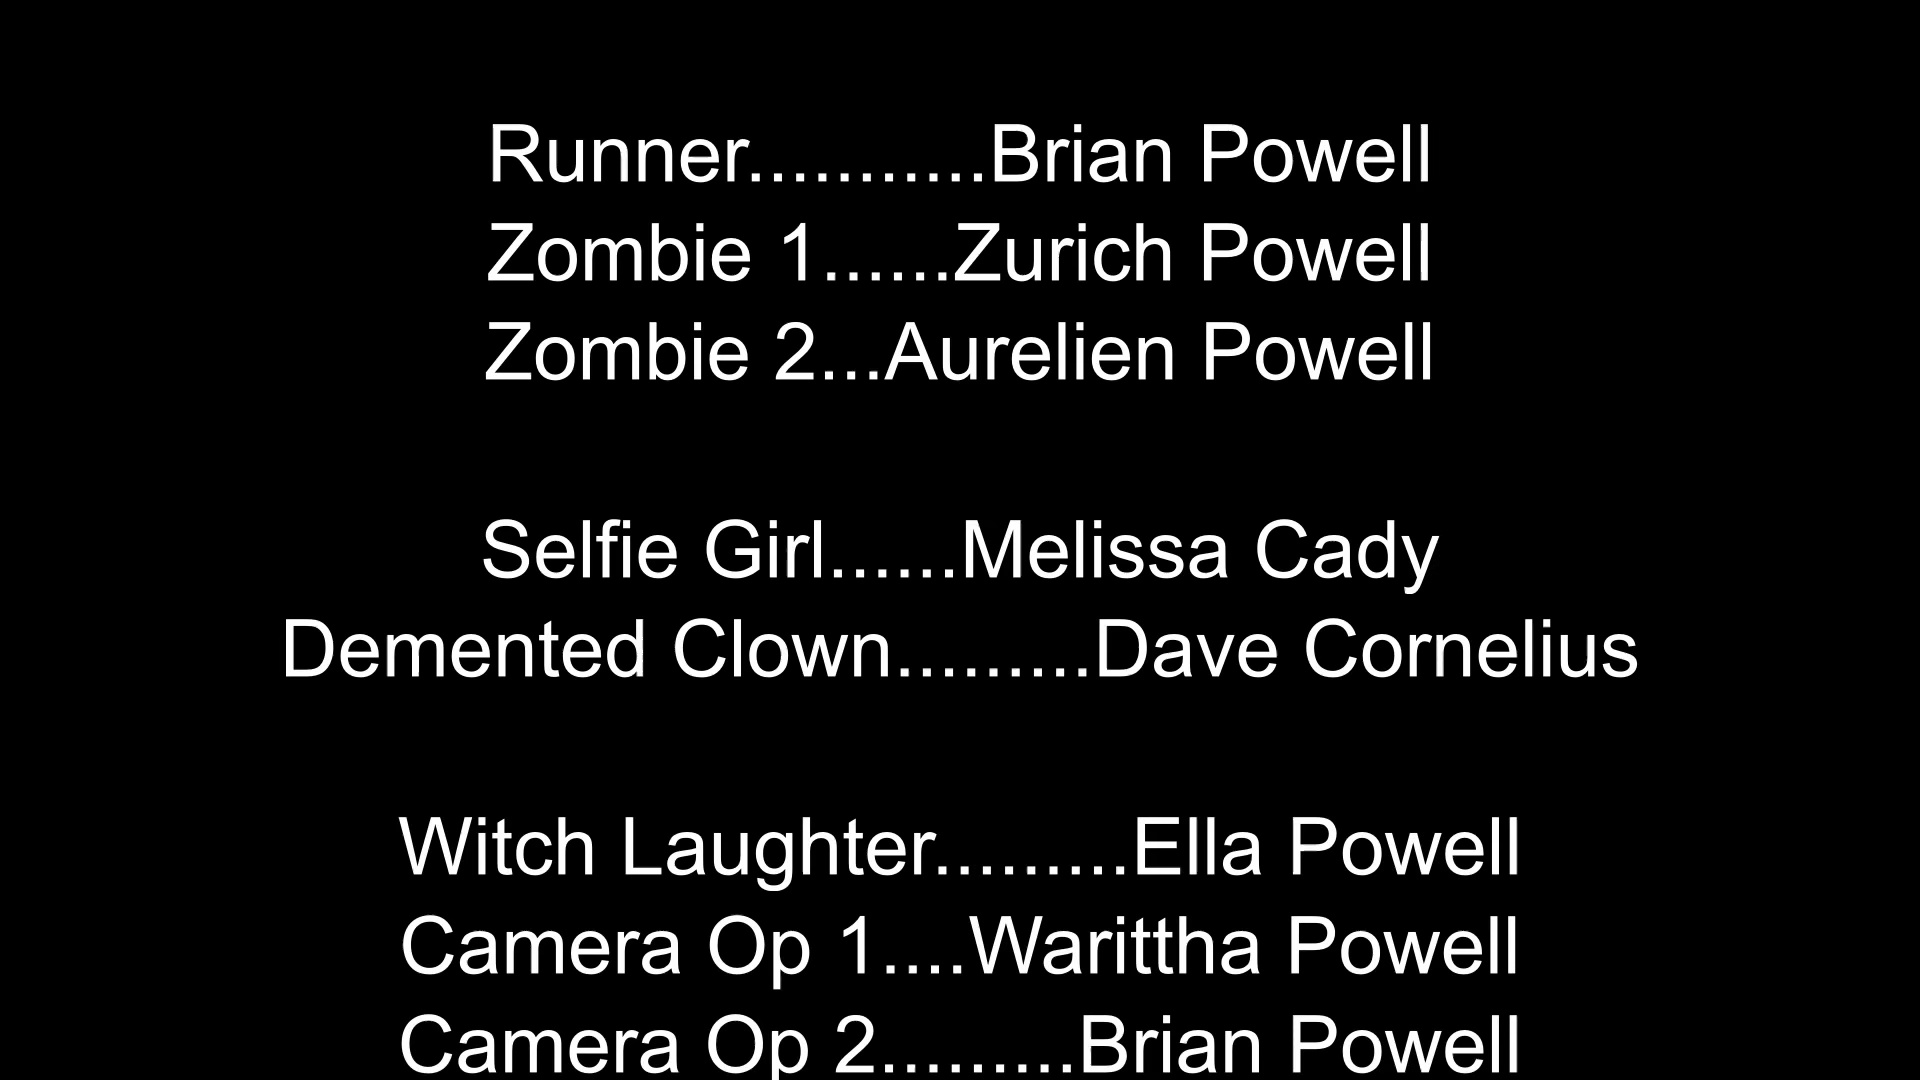 Runner...........Brian Powell
Zombie 1......Zurich Powell
Zombie 2...Aurelien Powell
Selfie Girl......Melissa Cady
Demented Clown.........Dave Cornelius
Witch Laughter.........Ella Powell
Camera Op 1....Warittha Powell
Camera Op 2.........Brian Powell